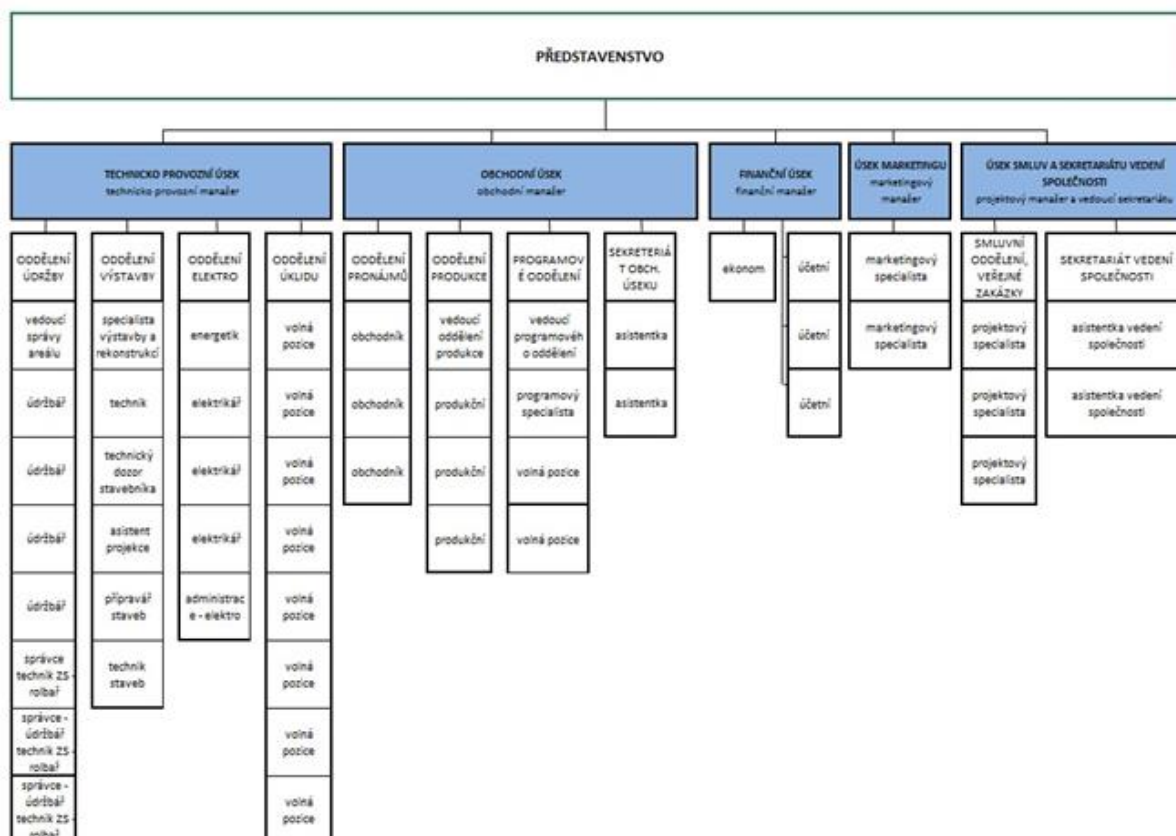 PŘEDSTAVENSTVO
TECHNICKO PROVOZNÍ ÚSEK
technicko provozní manažer
OBCHODNÍ ÚSEK
obchodní manažer
FINANČNÍ ÚSEK
finanční manažer
ÚSEK MARKETINGU
marketingový
manažer
ÚSEK SMLUV A SEKRETARIÁTU VEDENÍ
SPOLEČNOSTI
projektový manažer a vedoucí sekretariátu
ODDĚLENÍ
ÚDRŽBY
vedoucí
správy
areálu
údržbář
údržbář
údržbář
údržbář
správce
technik ZS -
rolbař
správce -
údržbář
technik ZS -
rolbař
správce -
údržbář
technik ZS -
rolbař
ODDĚLENÍ
VÝSTAVBY
specialista
výstavby a
rekonstrukcí
technik
technický
dozor
stavebníka
asistent
projekce
přípravář
staveb
technik
staveb
ODDĚLENÍ
ELEKTRO
energetik
elektrikář
elektrikář
elektrikář
administrac
e - elektro
ODDĚLENÍ
ÚKLIDU
volná
pozice
volná
pozice
volná
pozice
volná
pozice
volná
pozice
volná
pozice
volná
pozice
volná
pozice
ODDĚLENÍ
PRONÁJMŮ
obchodník
obchodník
obchodník
ODDĚLENÍ
PRODUKCE
vedoucí
oddělení
produkce
produkční
produkční
produkční
PROGRAMOV
É ODDĚLENÍ
vedoucí
programovéh
o oddělení
programový
specialista
volná pozice
volná pozice
SEKRETERIÁ
T OBCH.
ÚSEKU
asistentka
asistentka
ekonom
účetní
účetní
účetní
marketingový
specialista
marketingový
specialista
SMLUVNÍ
ODDĚLENÍ,
VEŘEJNÉ
ZAKÁZKY
projektový
specialista
projektový
specialista
projektový
specialista
SEKRETARIÁT VEDENÍ
SPOLEČNOSTI
asistentka vedení
společnosti
asistentka vedení
společnosti